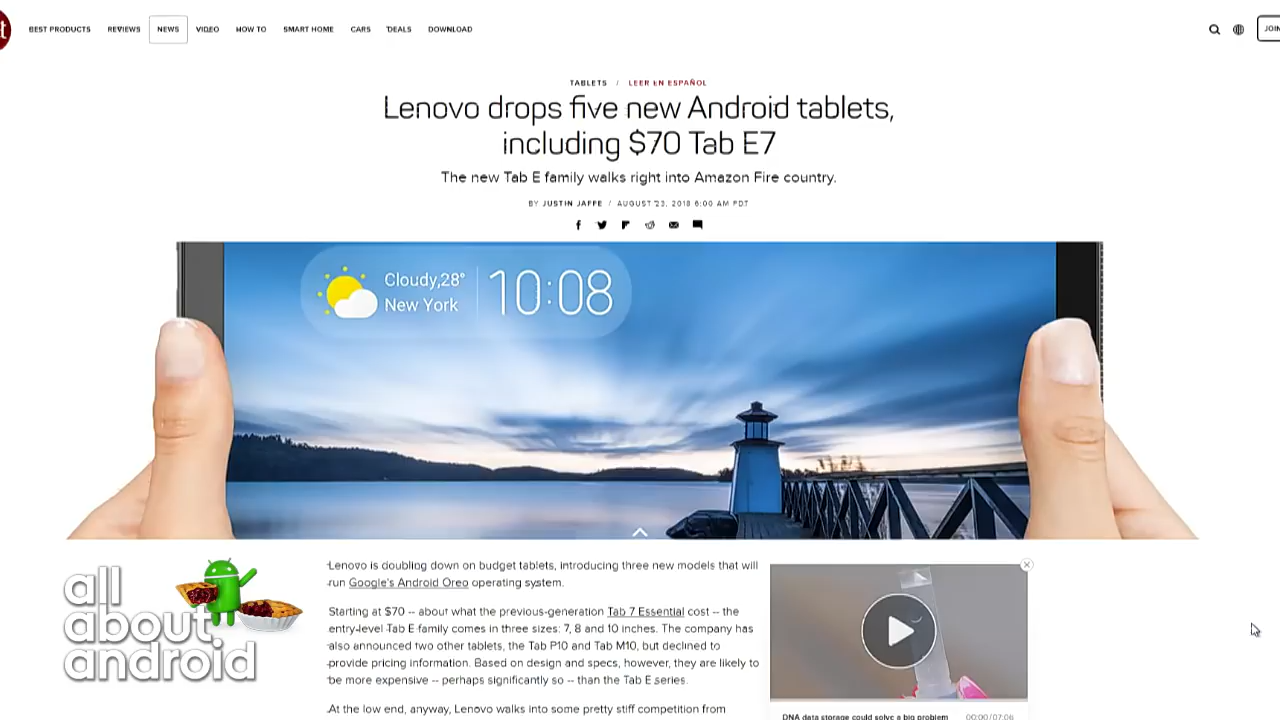 BEST PRODUCTS REVIEWS NEWS VIDEO HOW TO SMART HOME CARS DEALS DOWNLOAD JOIN
TABLETS / LEER EN ESPAÑOL
Lenovo drops five new Android tablets,
including $70 Tab E7
The new Tab E family walks right into Amazon Fire country.
BY JUSTIN JAFFE / AUGUST 23, 2018 6:00 AM PDT
Cloudy,28°
New York
10:08
Lenovo is doubling down on budget tablets, introducing three new models that will
run Google's Android Oreo operating system.
Starting at $70 -- about what the previous-generation Tab 7 Essential cost -- the
entry-level Tab E family comes in three sizes: 7, 8 and 10 inches. The company has
also announced two other tablets, the Tab P10 and Tab M10, but declined to
provide pricing information. Based on design and specs, however, they are likely to
be more expensive -- perhaps significantly so -- than the Tab E series.
At the low end, anyway, Lenovo walks into some pretty stiff competition from
all
about
android
DNA data storage could solve a big problem 00:00/07:06